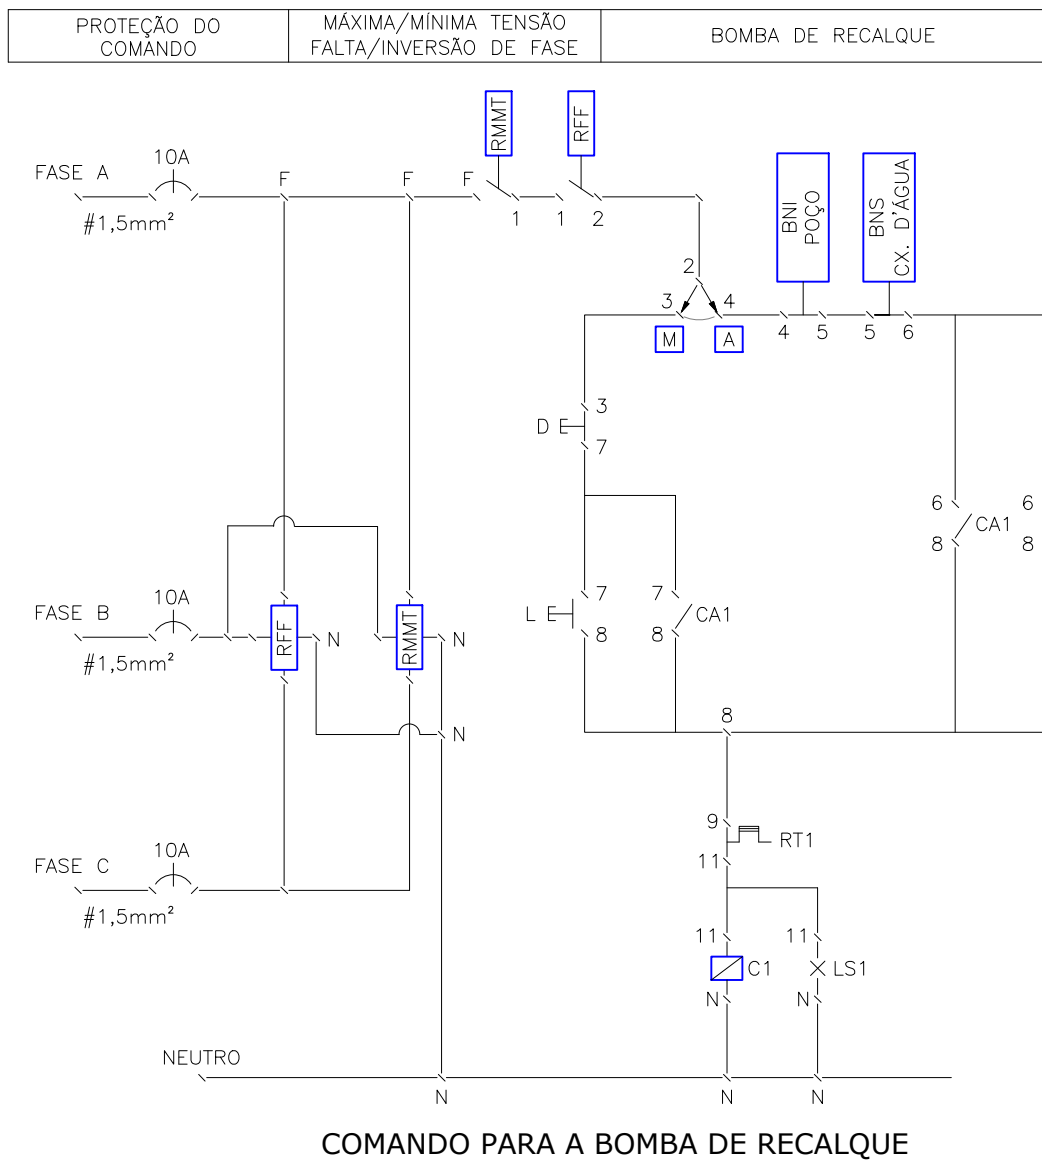 PROTEÇÃO DO
COMANDO
MÁXIMA/MÍNIMA TENSÃO
FALTA/INVERSÃO DE FASE
BOMBA DE RECALQUE
RMMT
RFF
10A
FASE A
#1,5mm²
F
F
F
1
1
2
BNI
POÇO
BNS
CX. D'ÁGUA
2
3
4
M
A
4
5
5
6
3
D E
7
6
CA1
8
6
8
10A
FASE B
#1,5mm²
RFF
N
RMMT
N
N
7
L E
8
7
CA1
8
8
9
RT1
11
10A
FASE C
#1,5mm²
11
C1
N
11
LS1
N
NEUTRO
N
N
N
COMANDO PARA A BOMBA DE RECALQUE